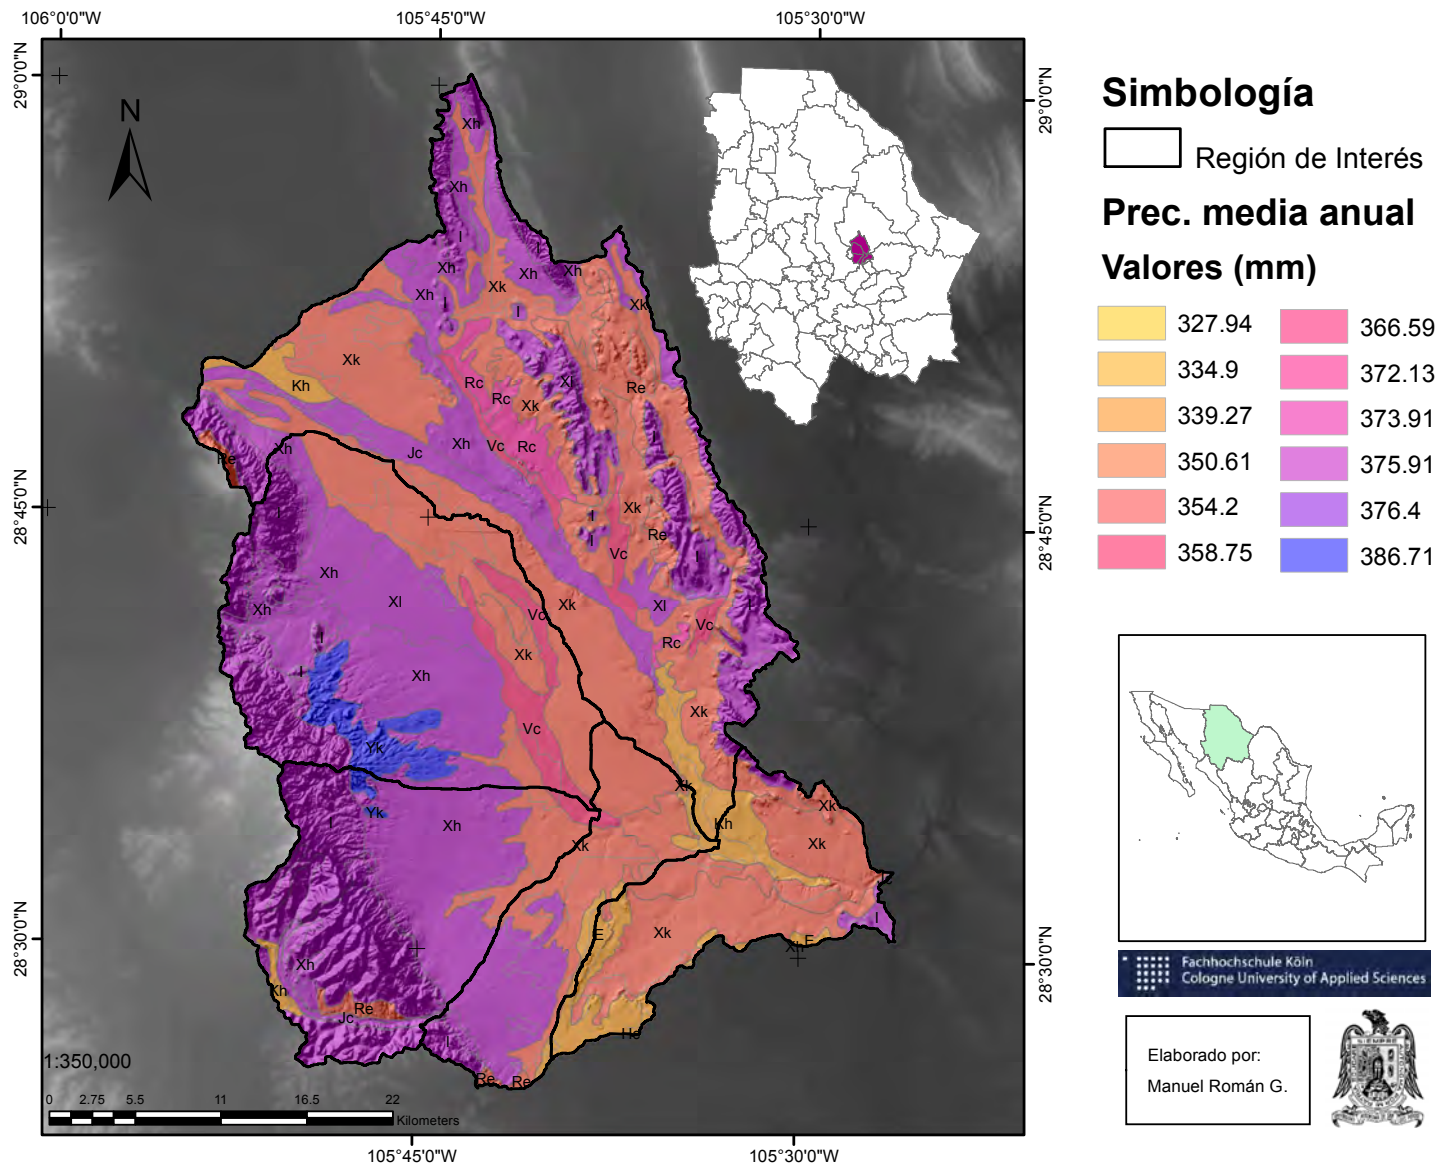 106°0'0"W
105°45'0"W
105°30'0"W
29°0'0"N
29°0'0"N
N
Xh
Xh
I
I
Xh
Xh
Xh
Xh
I
Xk
I
Xk
Xk
Kh
Rc
Rc
Xk
Xl
Re
Xh
Jc
Xh
Vc
Rc
I
Re
I
Xk
I
I
Re
Vc
I
28°45'0"N
28°45'0"N
Xh
Xl
Xh
Vc
Xk
Xl
I
Vc
Rc
I
I
Xk
Xh
Vc
Xk
Yk
Yk
I
Xh
Xk
Xk
Kh
Xk
Xk
I
E
Xk
Xh
E
28°30'0"N
28°30'0"N
Xh
Xh
Re
Jc
I
Re
Re
1:350,000
0 2.75 5.5 11 16.5 22
Kilometers
105°45'0"W
105°30'0"W
Simbología
Región de Interés
Prec. media anual
Valores (mm)
327.94
334.9
339.27
350.61
354.2
358.75
366.59
372.13
373.91
375.91
376.4
386.71
Fachhochschule Köln
Cologne University of Applied Sciences
Elaborado por:
Manuel Román G.
SIEMPRE